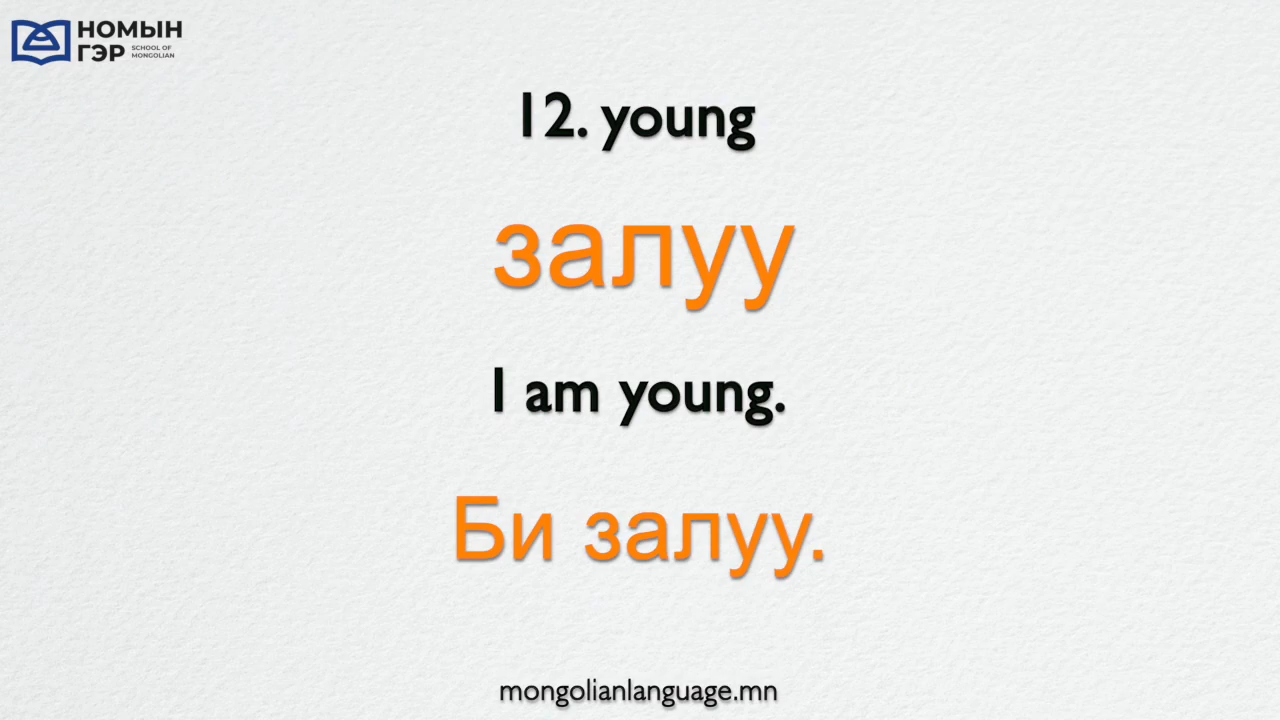 НОМЫН
ГЭР SCHOOL OF
MONGOLIAN
12. young
залуу
I am young.
Би залуу.
mongolianlanguage.mn